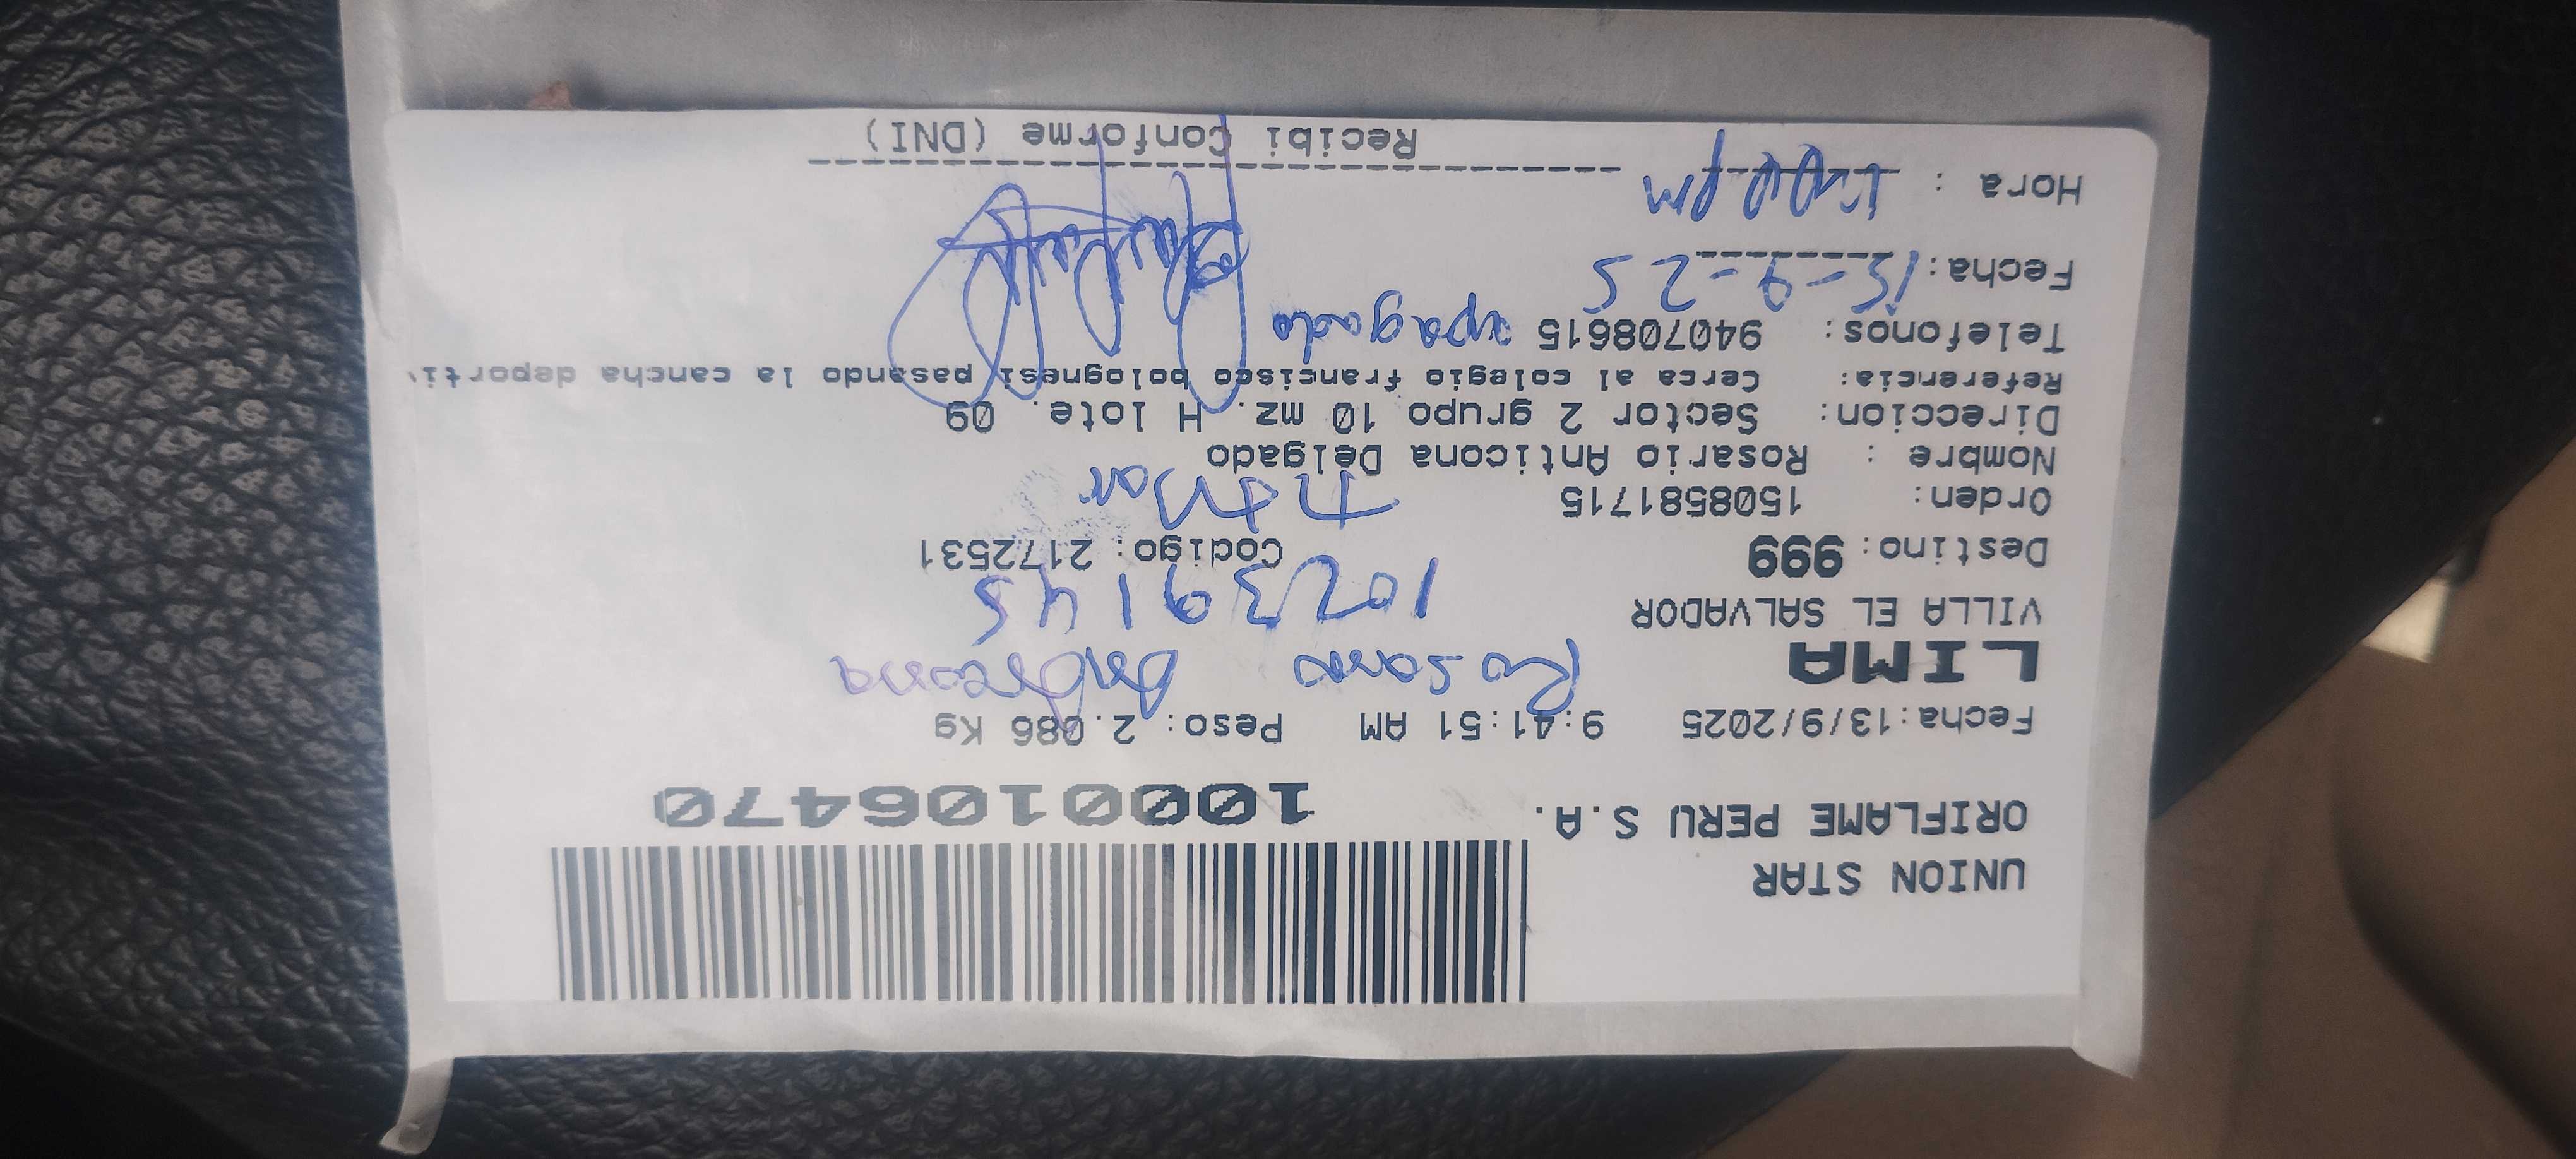 UNION STAR
ORIFLAME PERU S.A.
1000106470
Fecha:13/9/2025 9:41:51 AM Peso: 2.086 Kg
LIMA
Rosario Anticona
VILLA EL SALVADOR
10239145
Destino: 999 Codigo: 2172531
Orden: 1508581715
Nombre : Rosario Anticona Delgado
Direccion: Sector 2 grupo 10 mz. H lote. 09
Referencia: Cerca al colegio francisco bolognesi pasando la cancha deporti
Telefonos: 940708615 apagado
Fecha: 15-9-25
Hora :
Recibi Conforme (DNI)